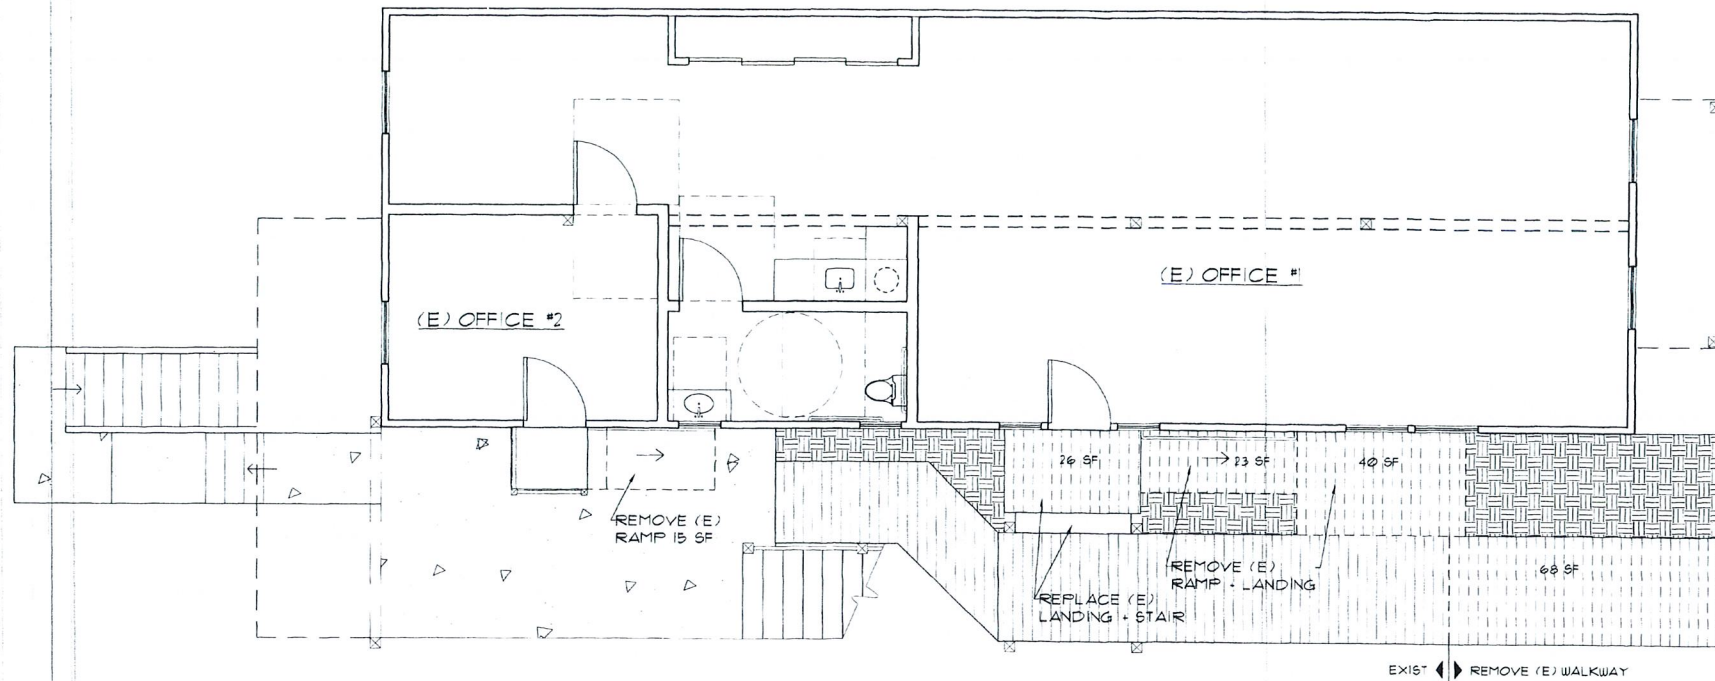 (E) OFFICE #1
(E) OFFICE #2
26 SF
23 SF
40 SF
REMOVE (E)
RAMP 15 SF
REMOVE (E)
RAMP + LANDING
68 SF
REPLACE (E)
LANDING + STAIR
EXIST
REMOVE (E) WALKWAY